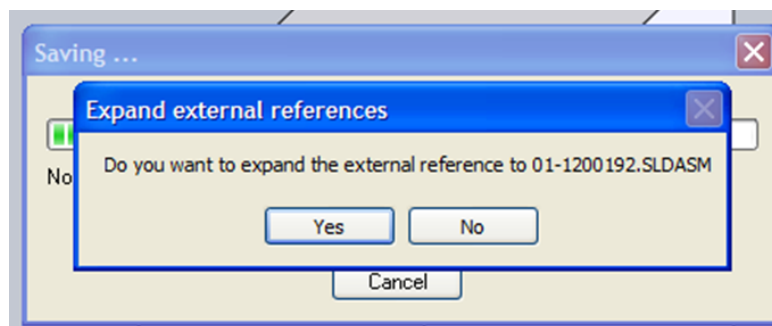 Saving ...
Expand external references
Do you want to expand the external reference to 01-1200192.SLDASM
No
Yes
No
Cancel